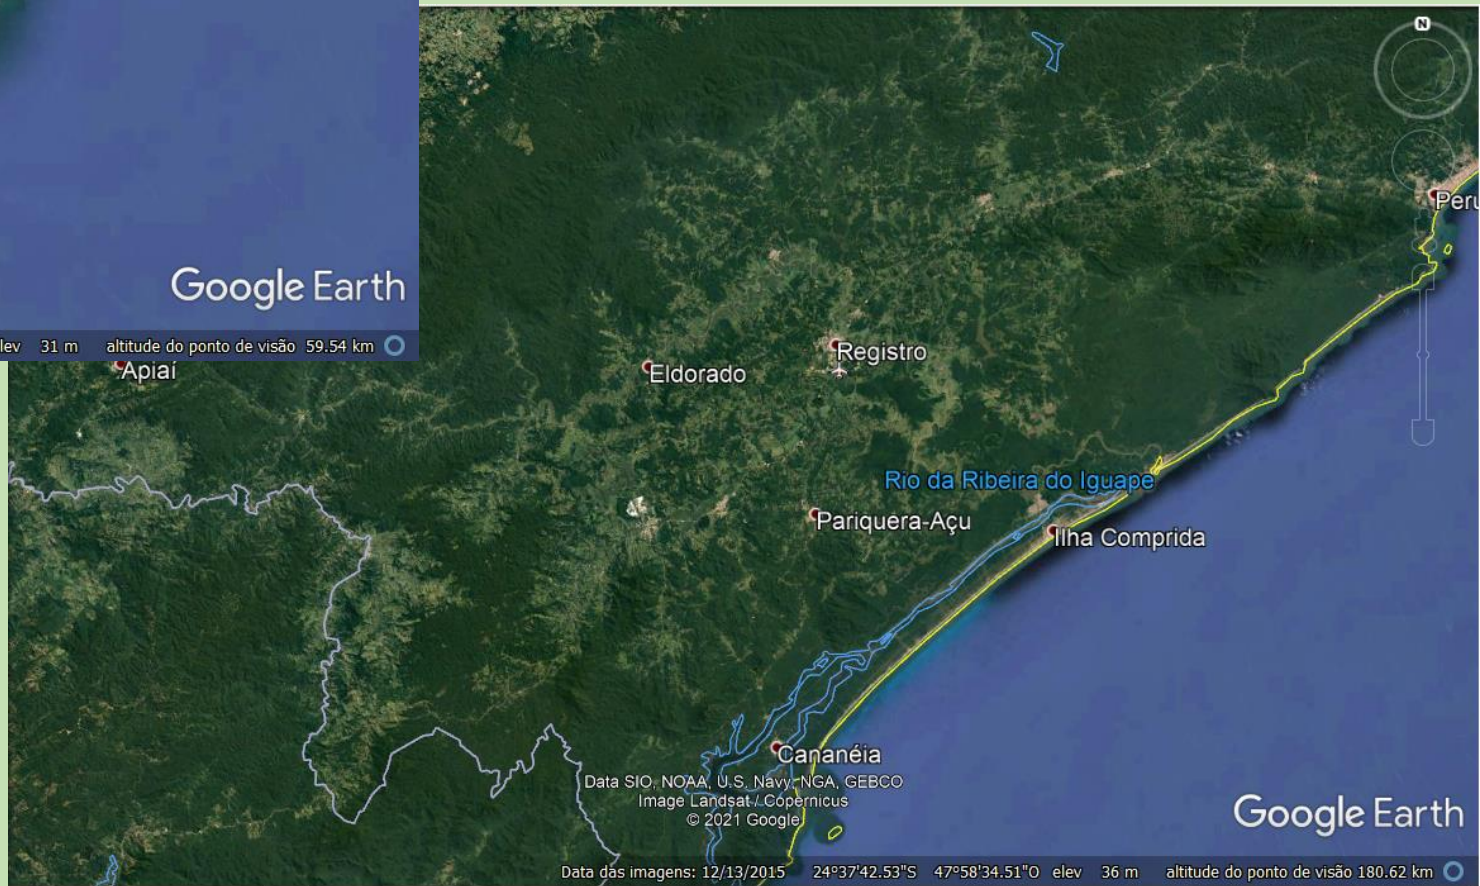 N
Peru
Google Earth
lev 31 m altitude do ponto de visão 59.54 km
Apiaí
Registro
Eldorado
Rio da Ribeira do Iguape
Pariquera-Açu
Ilha Comprida
Cananéia
Data SIO, NOAA, U.S. Navy, NGA, GEBCO
Image Landsat / Copernicus
© 2021 Google
Google Earth
Data das imagens: 12/13/2015 24°37'42.53"S 47°58'34.51"O elev 36 m altitude do ponto de visão 180.62 km